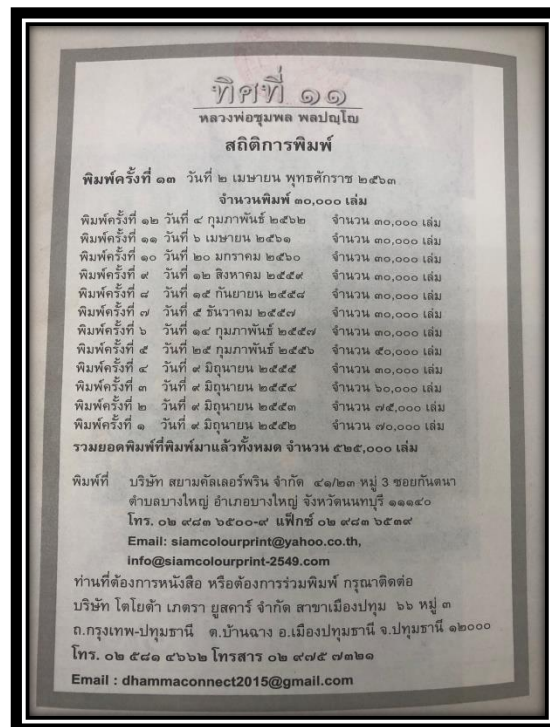 ทิศที่ ๑๑
หลวงพ่อชุมพล พลปญฺโญ
สถิติการพิมพ์
พิมพ์ครั้งที่ ๑๓ วันที่ ๒ เมษายน พุทธศักราช ๒๕๖๓
จำนวนพิมพ์ ๓๐,๐๐๐ เล่ม
พิมพ์ครั้งที่ ๑๒ วันที่ ๔ กุมภาพันธ์ ๒๕๖๒ จำนวน ๓๐,๐๐๐ เล่ม
พิมพ์ครั้งที่ ๑๑ วันที่ ๖ เมษายน ๒๕๖๑ จำนวน ๓๐,๐๐๐ เล่ม
พิมพ์ครั้งที่ ๑๐ วันที่ ๒๐ มกราคม ๒๕๖๐ จำนวน ๓๐,๐๐๐ เล่ม
พิมพ์ครั้งที่ ๙ วันที่ ๑๒ สิงหาคม ๒๕๕๙ จำนวน ๓๐,๐๐๐ เล่ม
พิมพ์ครั้งที่ ๘ วันที่ ๑๕ กันยายน ๒๕๕๘ จำนวน ๓๐,๐๐๐ เล่ม
พิมพ์ครั้งที่ ๗ วันที่ ๕ ธันวาคม ๒๕๕๗ จำนวน ๓๐,๐๐๐ เล่ม
พิมพ์ครั้งที่ ๖ วันที่ ๑๔ กุมภาพันธ์ ๒๕๕๗ จำนวน ๓๐,๐๐๐ เล่ม
พิมพ์ครั้งที่ ๕ วันที่ ๒๕ กุมภาพันธ์ ๒๕๕๖ จำนวน ๕๐,๐๐๐ เล่ม
พิมพ์ครั้งที่ ๔ วันที่ ๙ มิถุนายน ๒๕๕๕ จำนวน ๓๐,๐๐๐ เล่ม
พิมพ์ครั้งที่ ๓ วันที่ ๙ มิถุนายน ๒๕๕๔ จำนวน ๖๐,๐๐๐ เล่ม
พิมพ์ครั้งที่ ๒ วันที่ ๙ มิถุนายน ๒๕๕๓ จำนวน ๗๕,๐๐๐ เล่ม
พิมพ์ครั้งที่ ๑ วันที่ ๙ มิถุนายน ๒๕๕๒ จำนวน ๗๐,๐๐๐ เล่ม
รวมยอดพิมพ์ที่พิมพ์มาแล้วทั้งหมด จำนวน ๕๒๕,๐๐๐ เล่ม
พิมพ์ที่ บริษัท สยามคัลเลอร์พริน จำกัด ๔๑/๒๓ หมู่ 3 ซอยกันตนา
ตำบลบางใหญ่ อำเภอบางใหญ่ จังหวัดนนทบุรี ๑๑๑๔๐
โทร. ๐๒ ๙๘๓ ๖๕๐๐-๙ แฟ็กซ์ ๐๒ ๙๘๓ ๖๕๓๙
Email: siamcolourprint@yahoo.co.th,
info@siamcolourprint-2549.com
ท่านที่ต้องการหนังสือ หรือต้องการร่วมพิมพ์ กรุณาติดต่อ
บริษัท โตโยต้า เภตรา ยูสคาร์ จำกัด สาขาเมืองปทุม ๖๖ หมู่ ๓
ถ.กรุงเทพ-ปทุมธานี ต.บ้านฉาง อ.เมืองปทุมธานี จ.ปทุมธานี ๑๒๐๐๐
โทร. ๐๒ ๕๘๑ ๔๖๖๒ โทรสาร ๐๒ ๙๗๕ ๗๓๒๑
Email : dhammaconnect2015@gmail.com